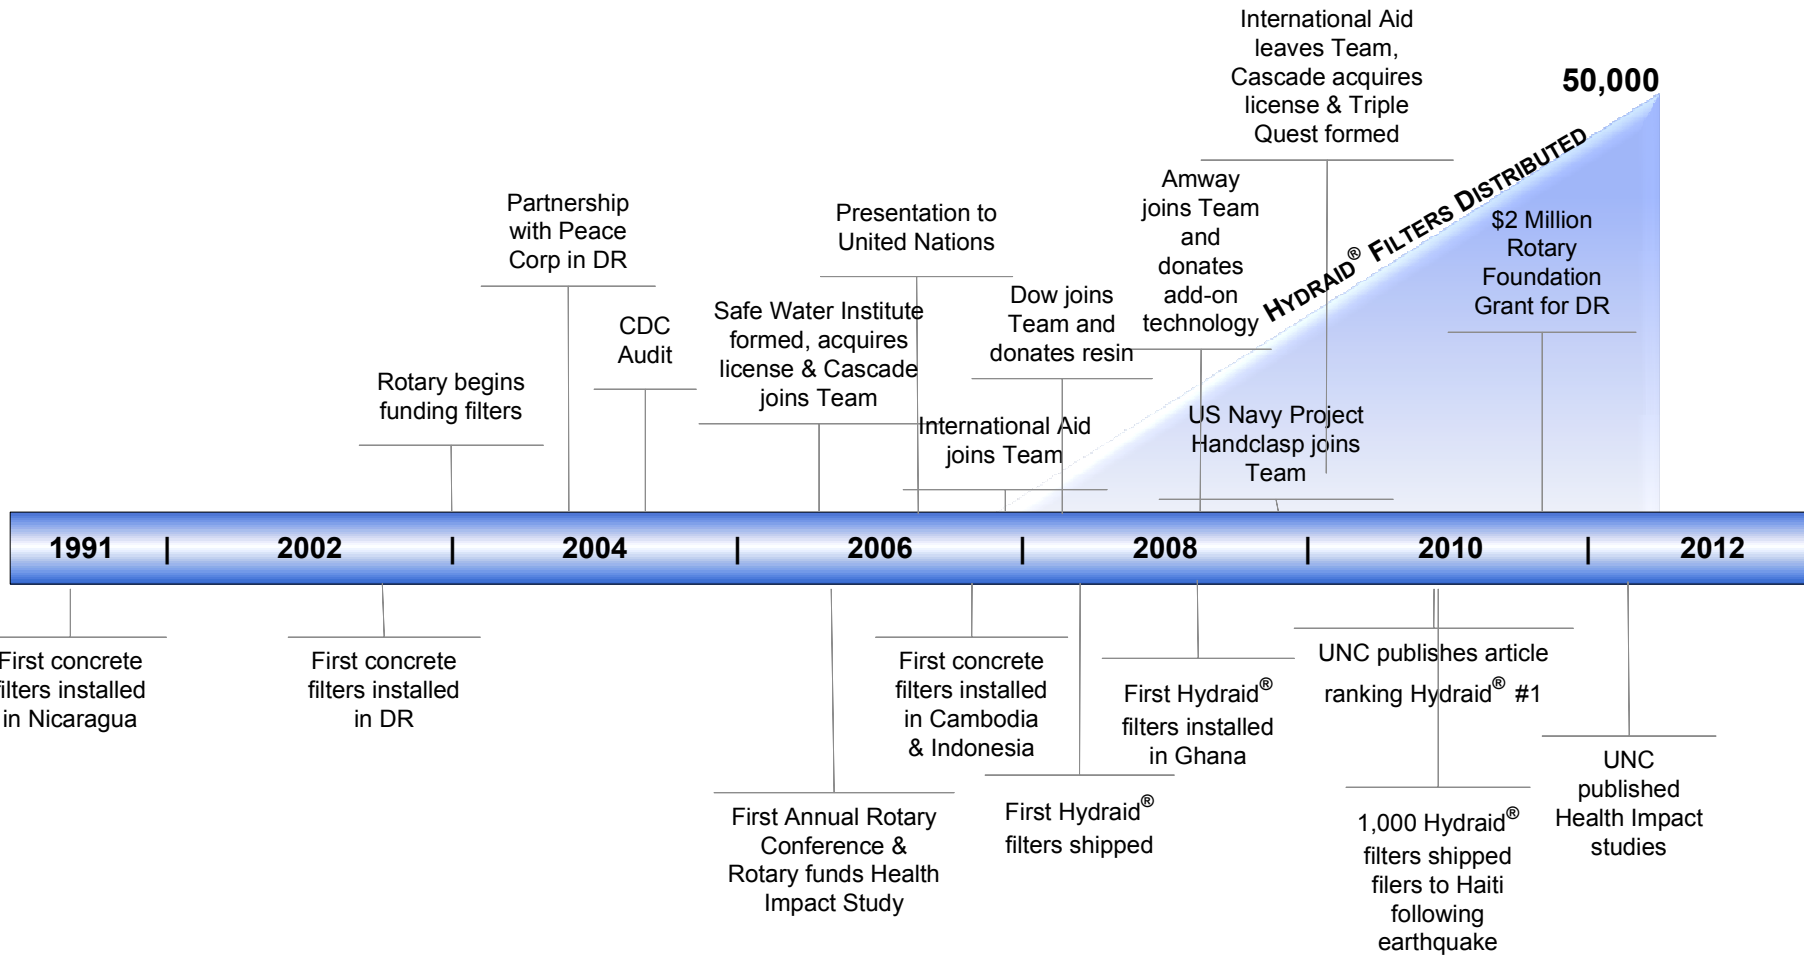 International Aid
leaves Team,
Cascade acquires
license & Triple
Quest formed
50,000
HYDRAID® FILTERS DISTRIBUTED
Partnership
with Peace
Corp in DR
Presentation to
United Nations
Amway
joins Team
and
donates
add-on
technology
$2 Million
Rotary
Foundation
Grant for DR
CDC
Audit
Safe Water Institute
formed, acquires
license & Cascade
joins Team
Dow joins
Team and
donates resin
Rotary begins
funding filters
International Aid
joins Team
US Navy Project
Handclasp joins
Team
1991 | 2002 | 2004 | 2006 | 2008 | 2010 | 2012
First concrete
filters installed
in Nicaragua
First concrete
filters installed
in DR
First Annual Rotary
Conference &
Rotary funds Health
Impact Study
First concrete
filters installed
in Cambodia
& Indonesia
First Hydraid®
filters shipped
First Hydraid®
filters installed
in Ghana
UNC publishes article
ranking Hydraid® #1
1,000 Hydraid®
filters shipped
filers to Haiti
following
earthquake
UNC
published
Health Impact
studies